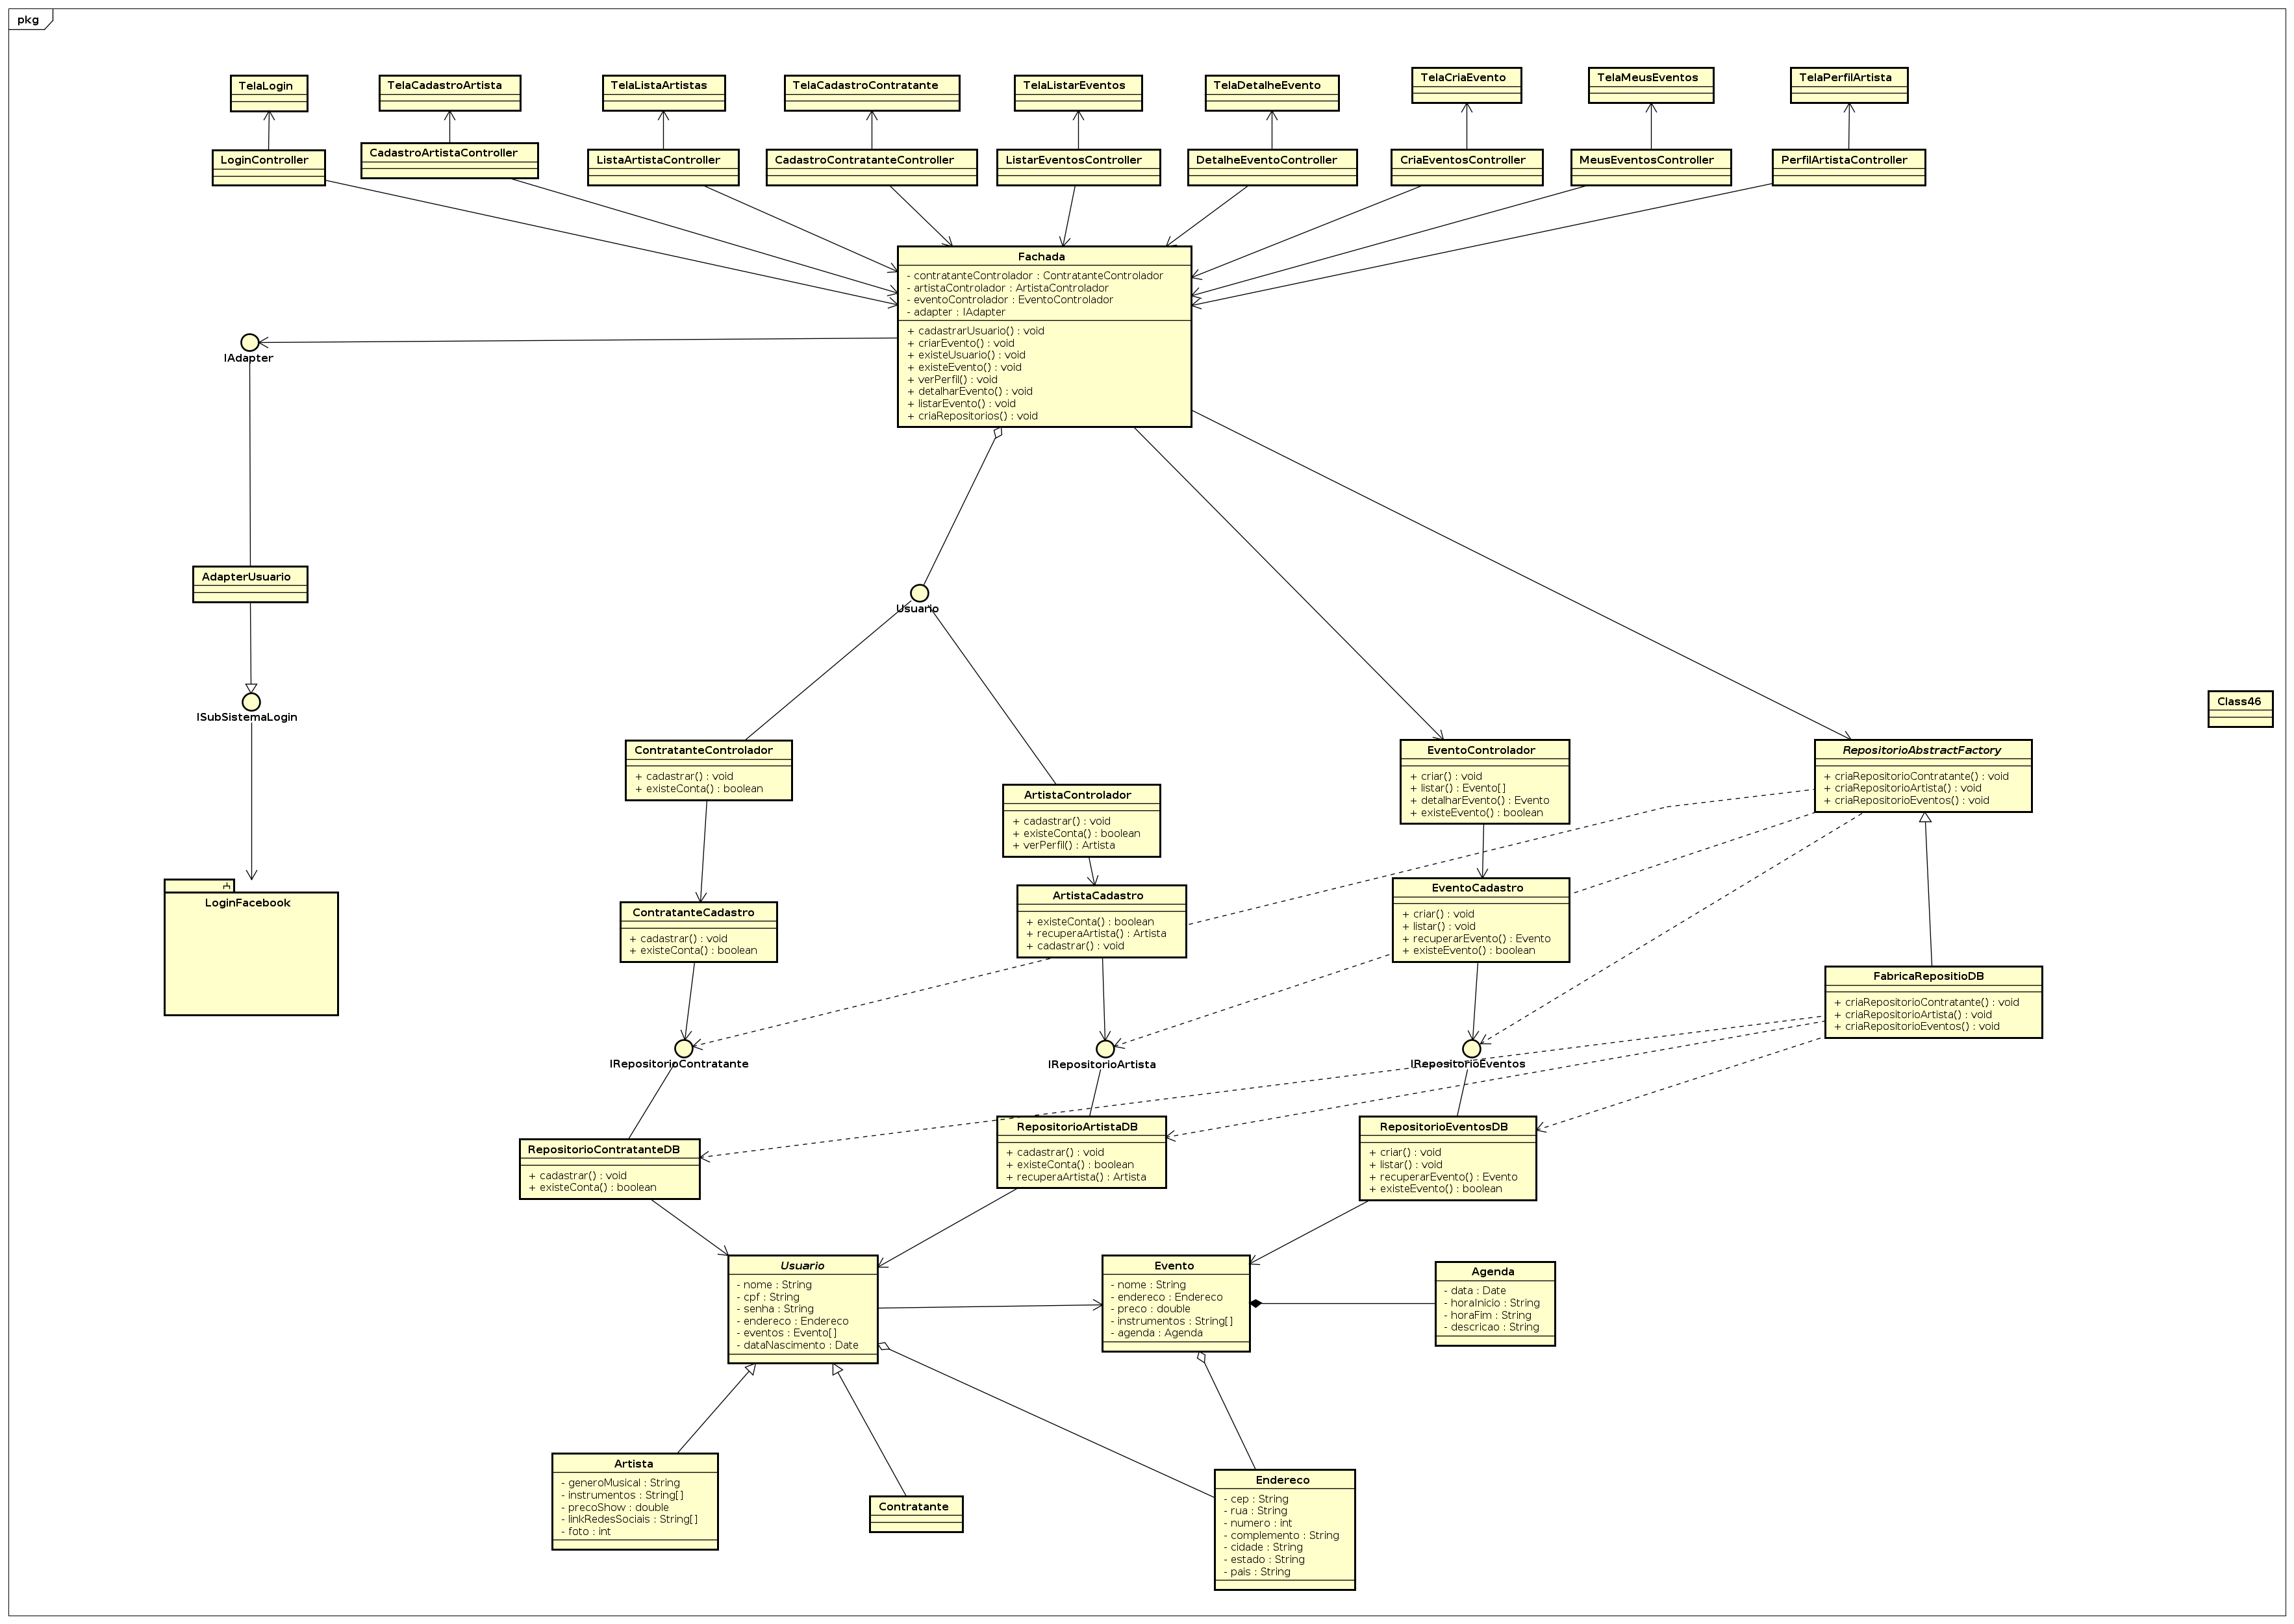 pkg
TelaLogin
TelaCadastroArtista
TelaListaArtistas
TelaCadastroContratante
TelaListarEventos
TelaDetalheEvento
TelaCriaEvento
TelaMeusEventos
TelaPerfilArtista
LoginController
CadastroArtistaController
ListaArtistaController
CadastroContratanteController
ListarEventosController
DetalheEventoController
CriaEventosController
MeusEventosController
PerfilArtistaController
Fachada
- contratanteControlador : ContratanteControlador
- artistaControlador : ArtistaControlador
- eventoControlador : EventoControlador
- adapter : IAdapter
+ cadastrarUsuario() : void
+ criarEvento() : void
+ existeUsuario() : void
+ existeEvento() : void
+ verPerfil() : void
+ detalharEvento() : void
+ listarEvento() : void
+ criaRepositorios() : void
IAdapter
AdapterUsuario
Usuario
ISubSistemaLogin
Class46
LoginFacebook
ContratanteControlador
+ cadastrar() : void
+ existeConta() : boolean
ArtistaControlador
+ cadastrar() : void
+ existeConta() : boolean
+ verPerfil() : Artista
EventoControlador
+ criar() : void
+ listar() : Evento[]
+ detalharEvento() : Evento
+ existeEvento() : boolean
RepositorioAbstractFactory
+ criaRepositorioContratante() : void
+ criaRepositorioArtista() : void
+ criaRepositorioEventos() : void
ContratanteCadastro
+ cadastrar() : void
+ existeConta() : boolean
ArtistaCadastro
+ existeConta() : boolean
+ recuperaArtista() : Artista
+ cadastrar() : void
EventoCadastro
+ criar() : void
+ listar() : void
+ recuperarEvento() : Evento
+ existeEvento() : boolean
FabricaRepositioDB
+ criaRepositorioContratante() : void
+ criaRepositorioArtista() : void
+ criaRepositorioEventos() : void
IRepositorioContratante
IRepositorioArtista
IRepositorioEventos
RepositorioContratanteDB
+ cadastrar() : void
+ existeConta() : boolean
RepositorioArtistaDB
+ cadastrar() : void
+ existeConta() : boolean
+ recuperaArtista() : Artista
RepositorioEventosDB
+ criar() : void
+ listar() : void
+ recuperarEvento() : Evento
+ existeEvento() : boolean
Usuario
- nome : String
- cpf : String
- senha : String
- endereco : Endereco
- eventos : Evento[]
- dataNascimento : Date
Evento
- nome : String
- endereco : Endereco
- preco : double
- instrumentos : String[]
- agenda : Agenda
Agenda
- data : Date
- horaInicio : String
- horaFim : String
- descricao : String
Artista
- generoMusical : String
- instrumentos : String[]
- precoShow : double
- linkRedesSociais : String[]
- foto : int
Contratante
Endereco
- cep : String
- rua : String
- numero : int
- complemento : String
- cidade : String
- estado : String
- pais : String